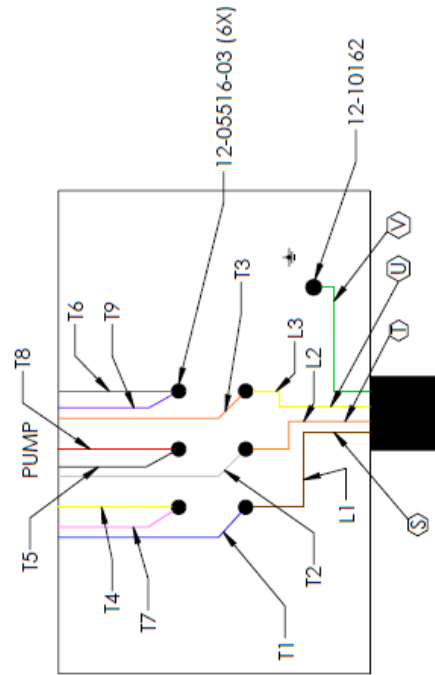 PUMP
T8
T5
T6
T4
T9
T7
12-05516-03 (6X)
T3
T1
T2
L3
L2
L1
12-10162
S
T
U
V